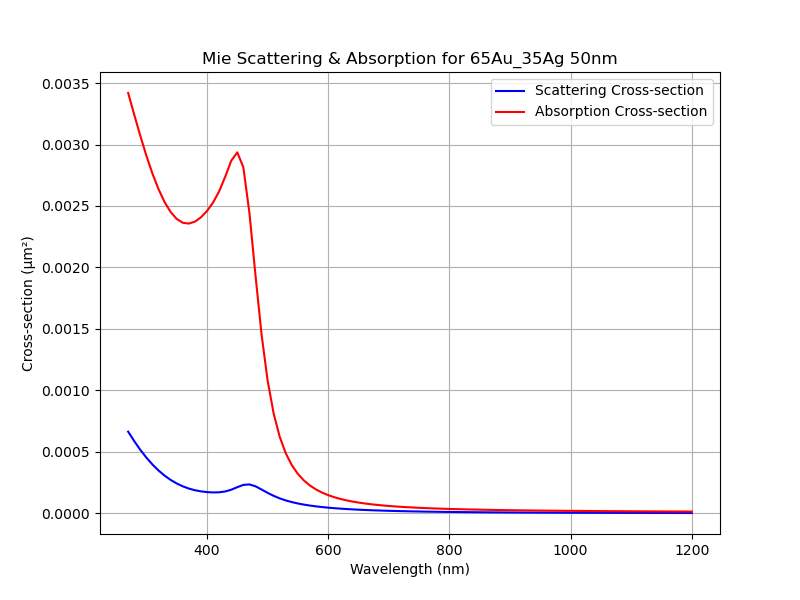 Mie Scattering & Absorption for 65Au_35Ag 50nm
Scattering Cross-section
Absorption Cross-section
Cross-section (μm²)
0.0035
0.0030
0.0025
0.0020
0.0015
0.0010
0.0005
0.0000
400 600 800 1000 1200
Wavelength (nm)